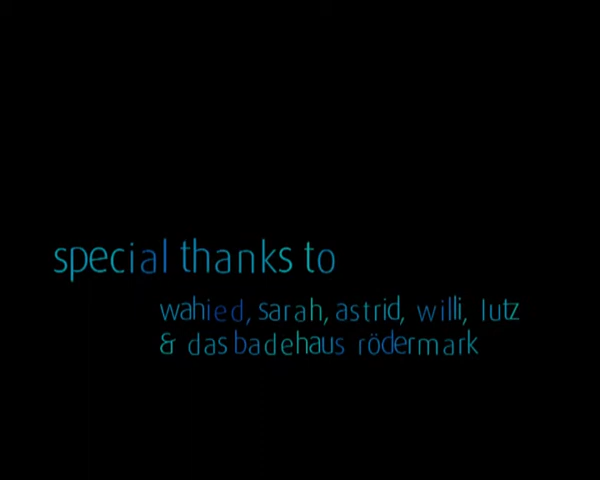 special thanks to
wahied, sarah, astrid, willi, lutz
& das badehaus rödermark